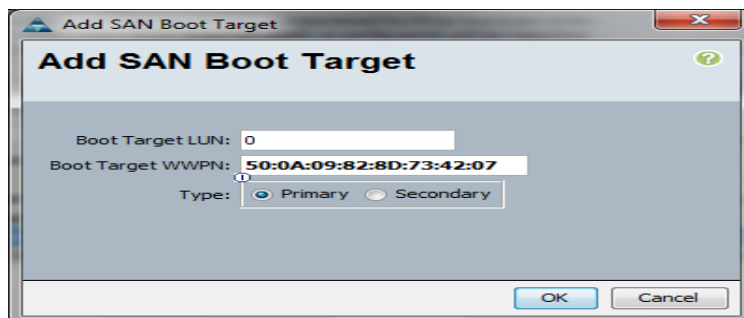 Add SAN Boot Target
Add SAN Boot Target
Boot Target LUN: 0
Boot Target WWPN: 50:0A:09:82:8D:73:42:07
Type: Primary Secondary
OK Cancel